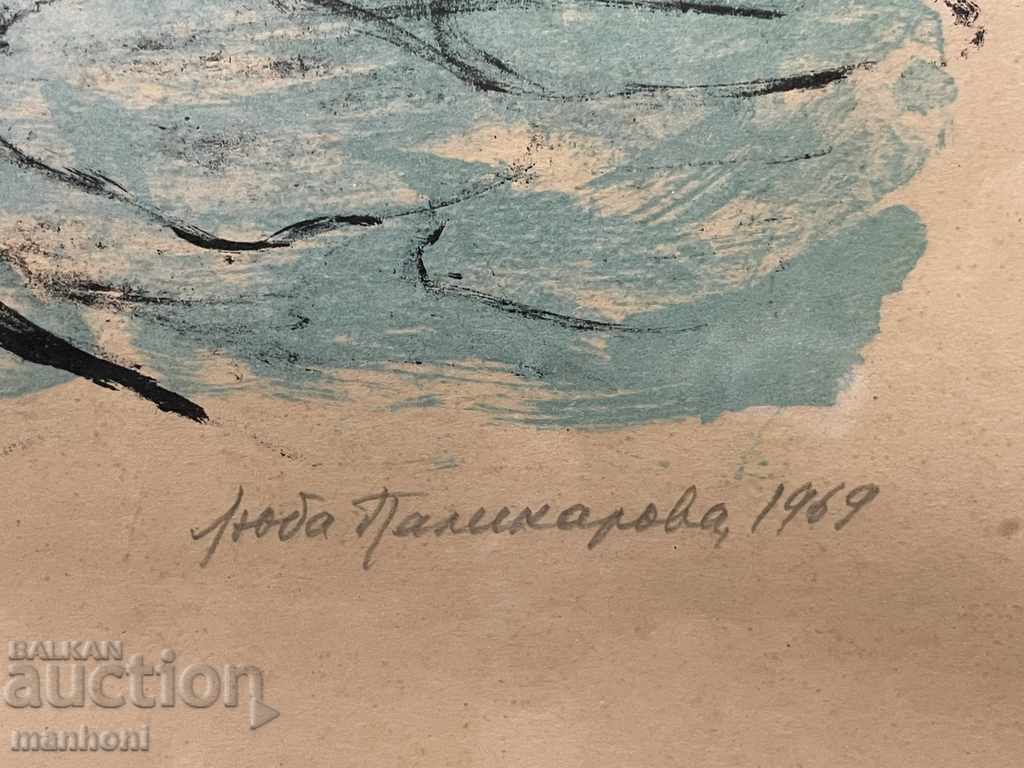 Люба Паликарова, 1969
BALKAN
auction
manhoni